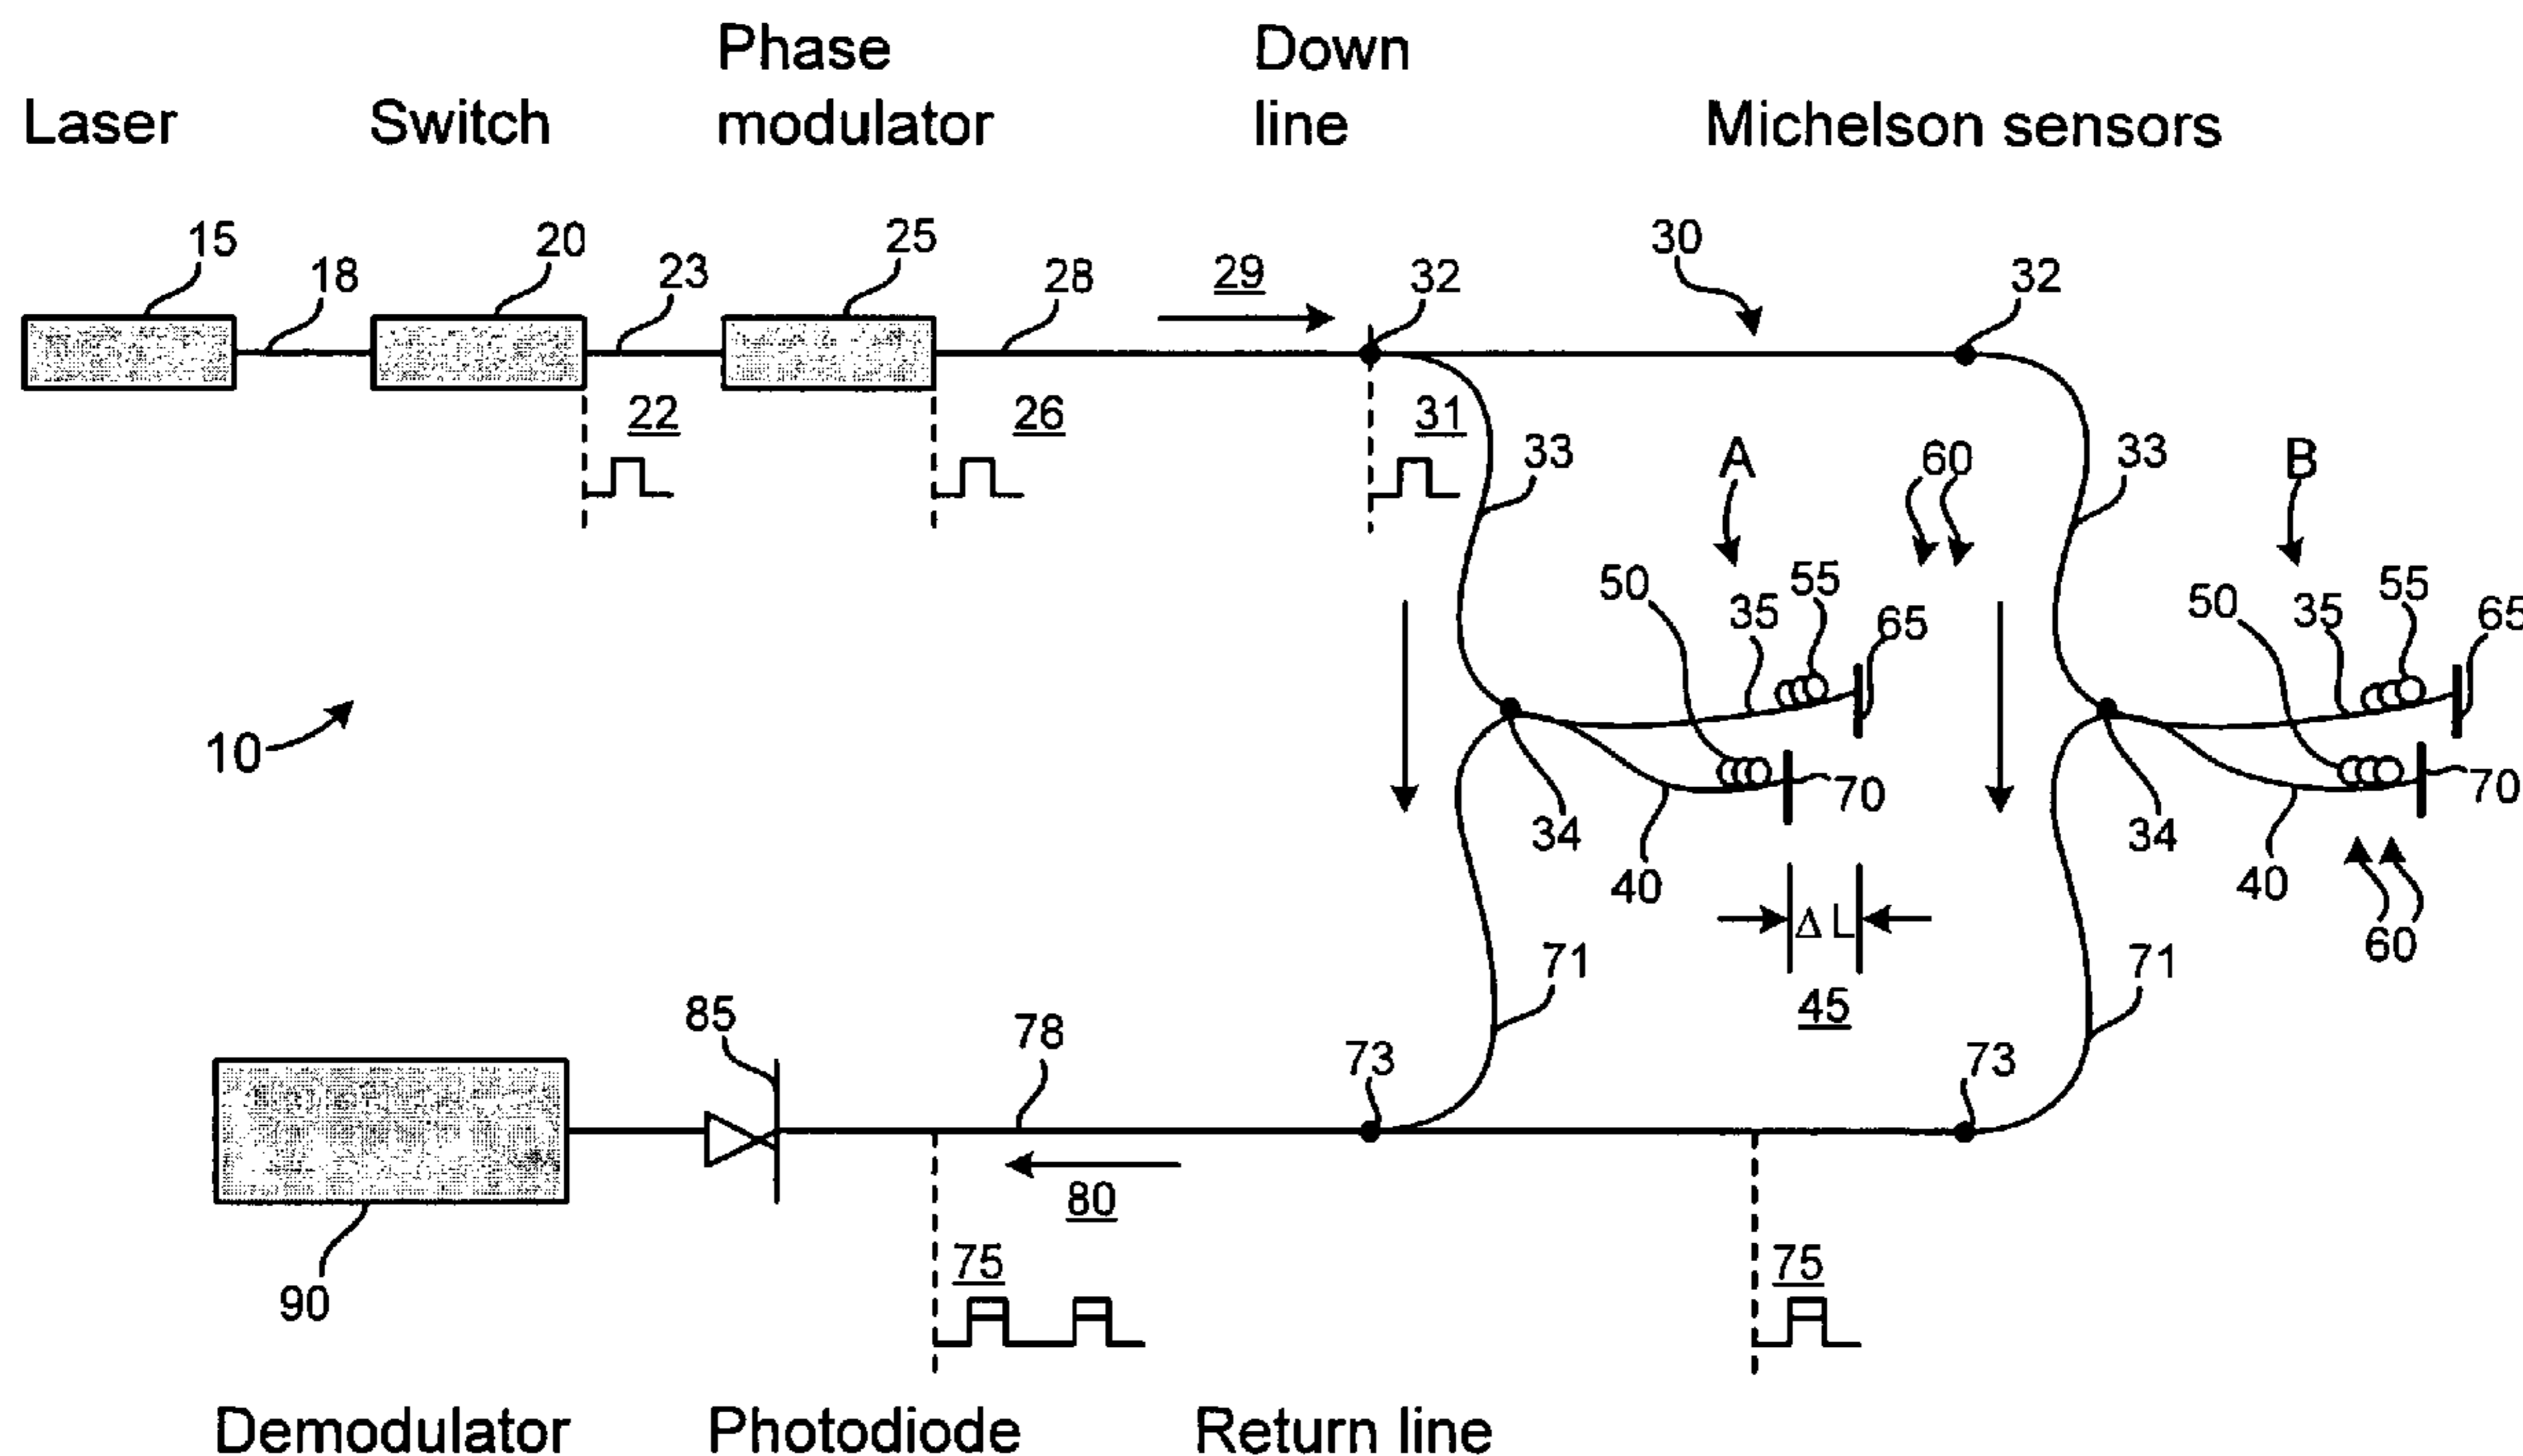 Phase Down
Laser Switch modulator line Michelson sensors
15 18 20 23 25 28 29 32 30 32
22 26 31 33 A 60 33 B
50 35 55 65 50 35 55 65
10 70 70
34 40 34 40
Δ L 60
45
71 71
85 78 73 73
80
75 75
90
Demodulator Photodiode Return line